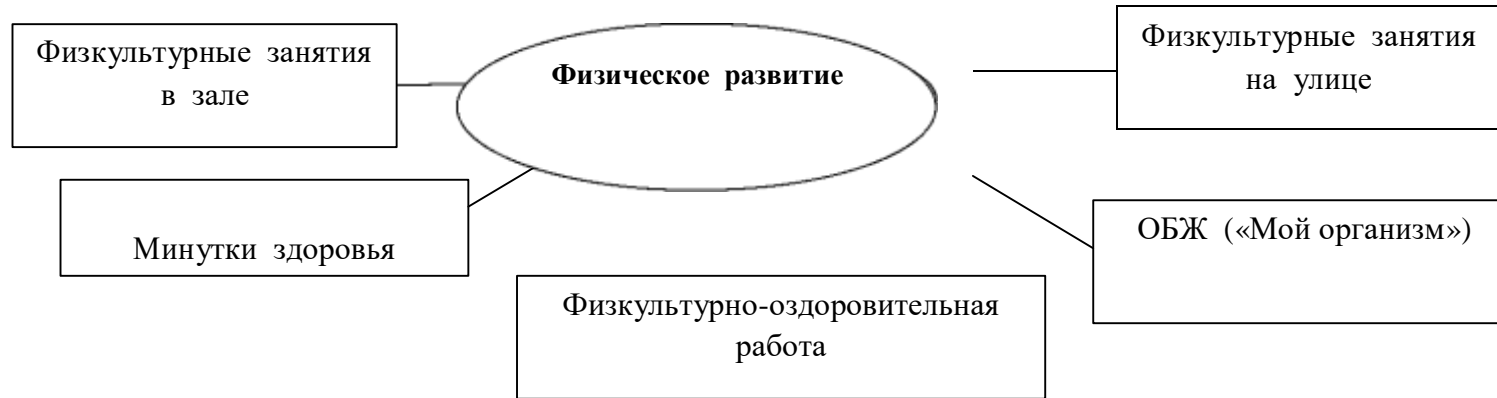 Физкультурные занятия
в зале
Физическое развитие
Физкультурные занятия
на улице
Минутки здоровья
ОБЖ («Мой организм»)
Физкультурно-оздоровительная
работа